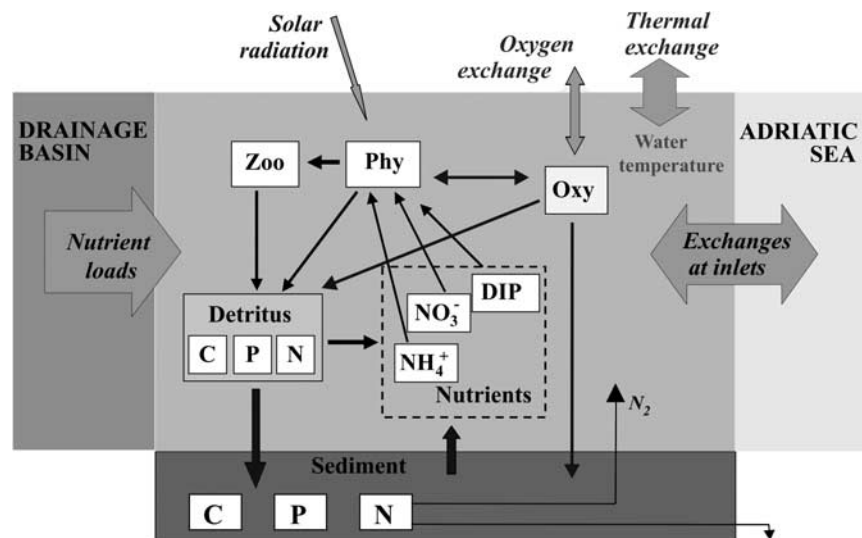 Solar
radiation
Oxygen
exchange
Thermal
exchange
DRAINAGE
BASIN
Water
temperature
ADRIATIC
SEA
Zoo
Phy
Oxy
Nutrient
loads
Exchanges
at inlets
Detritus
C P N
DIP
NO₃⁻
NH₄⁺
Nutrients
N₂
Sediment
C P N